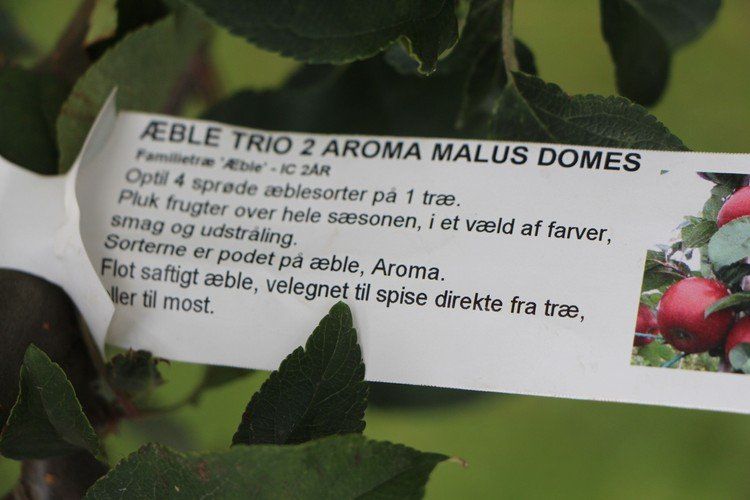 ÆBLE TRIO 2 AROMA MALUS DOMES
Familietræ 'Æble' - IC 2ÅR
Optil 4 sprøde æblesorter på 1 træ.
Pluk frugter over hele sæsonen, i et væld af farver,
smag og udstråling.
Sorterne er podet på æble, Aroma.
Flot saftigt æble, velegnet til spise direkte fra træ,
ller til most.